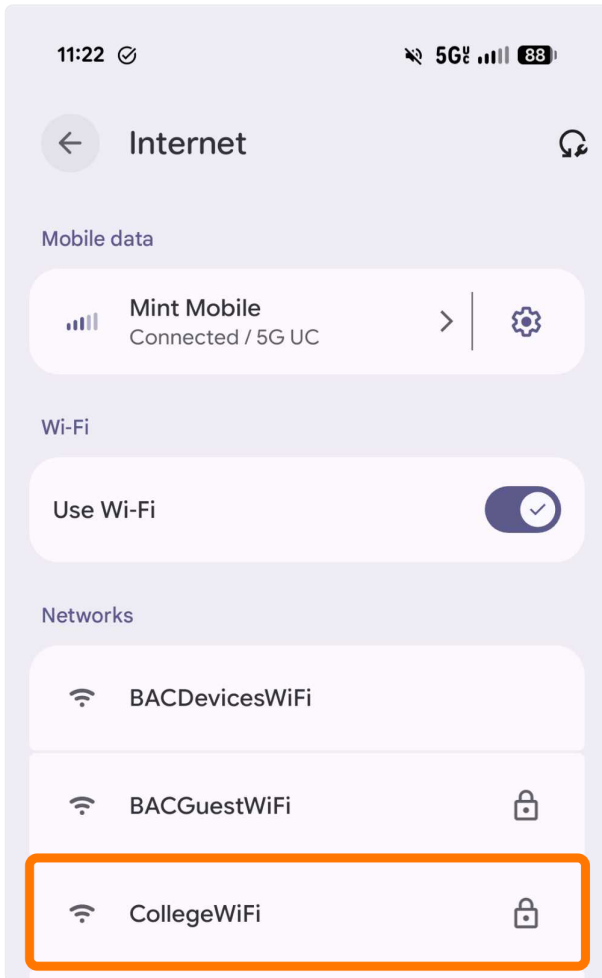 11:22 5G 88
Internet
Mobile data
Mint Mobile
Connected / 5G UC
Wi-Fi
Use Wi-Fi
Networks
BACDevicesWiFi
BACGuestWiFi
CollegeWiFi